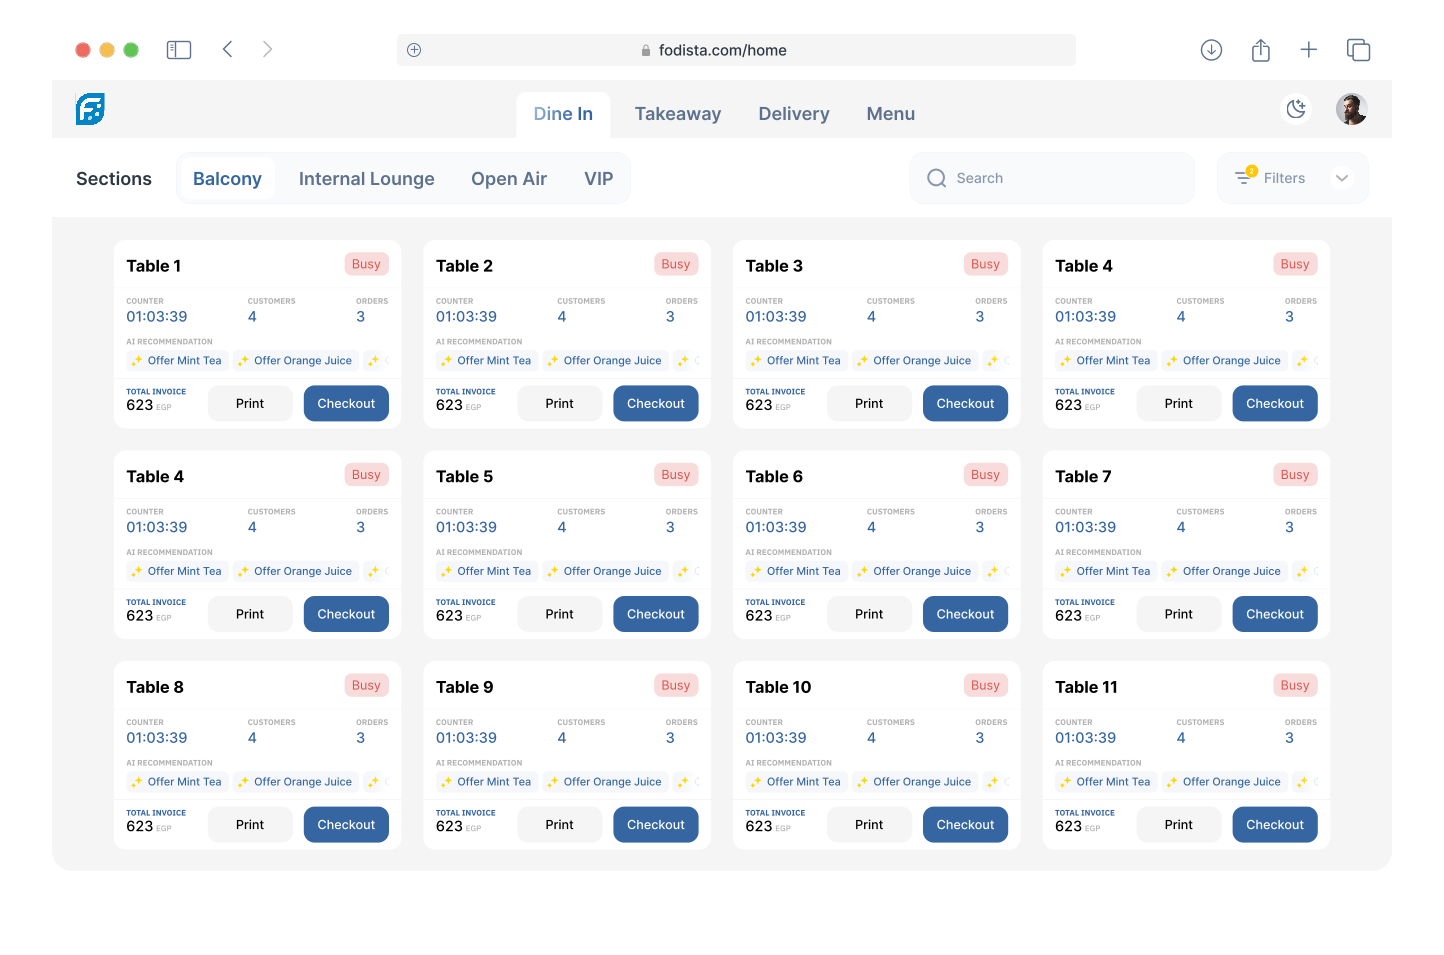 fodista.com/home
Dine In Takeaway Delivery Menu
Sections Balcony Internal Lounge Open Air VIP Search 2 Filters
Table 1 Busy Table 2 Busy Table 3 Busy Table 4 Busy
COUNTER CUSTOMERS ORDERS COUNTER CUSTOMERS ORDERS COUNTER CUSTOMERS ORDERS COUNTER CUSTOMERS ORDERS
01:03:39 4 3 01:03:39 4 3 01:03:39 4 3 01:03:39 4 3
AI RECOMMENDATION AI RECOMMENDATION AI RECOMMENDATION AI RECOMMENDATION
Offer Mint Tea Offer Orange Juice Offer Mint Tea Offer Orange Juice Offer Mint Tea Offer Orange Juice Offer Mint Tea Offer Orange Juice
TOTAL INVOICE TOTAL INVOICE TOTAL INVOICE TOTAL INVOICE
623 EGP Print Checkout 623 EGP Print Checkout 623 EGP Print Checkout 623 EGP Print Checkout
Table 4 Busy Table 5 Busy Table 6 Busy Table 7 Busy
COUNTER CUSTOMERS ORDERS COUNTER CUSTOMERS ORDERS COUNTER CUSTOMERS ORDERS COUNTER CUSTOMERS ORDERS
01:03:39 4 3 01:03:39 4 3 01:03:39 4 3 01:03:39 4 3
AI RECOMMENDATION AI RECOMMENDATION AI RECOMMENDATION AI RECOMMENDATION
Offer Mint Tea Offer Orange Juice Offer Mint Tea Offer Orange Juice Offer Mint Tea Offer Orange Juice Offer Mint Tea Offer Orange Juice
TOTAL INVOICE TOTAL INVOICE TOTAL INVOICE TOTAL INVOICE
623 EGP Print Checkout 623 EGP Print Checkout 623 EGP Print Checkout 623 EGP Print Checkout
Table 8 Busy Table 9 Busy Table 10 Busy Table 11 Busy
COUNTER CUSTOMERS ORDERS COUNTER CUSTOMERS ORDERS COUNTER CUSTOMERS ORDERS COUNTER CUSTOMERS ORDERS
01:03:39 4 3 01:03:39 4 3 01:03:39 4 3 01:03:39 4 3
AI RECOMMENDATION AI RECOMMENDATION AI RECOMMENDATION AI RECOMMENDATION
Offer Mint Tea Offer Orange Juice Offer Mint Tea Offer Orange Juice Offer Mint Tea Offer Orange Juice Offer Mint Tea Offer Orange Juice
TOTAL INVOICE TOTAL INVOICE TOTAL INVOICE TOTAL INVOICE
623 EGP Print Checkout 623 EGP Print Checkout 623 EGP Print Checkout 623 EGP Print Checkout